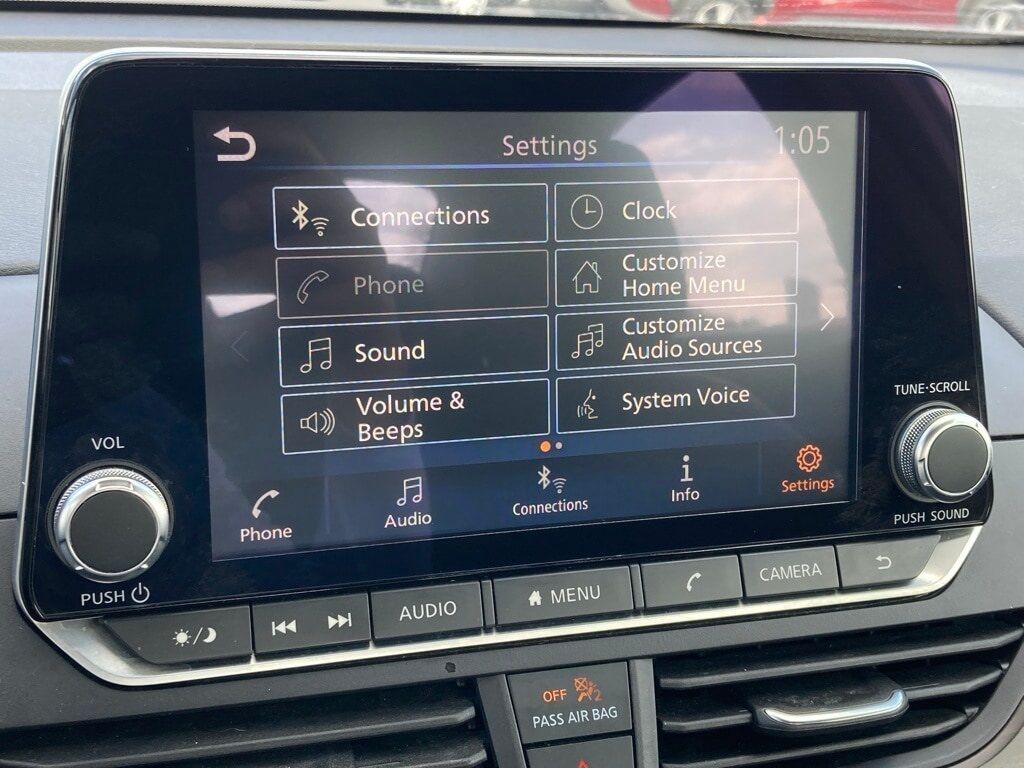 Settings
1:05
Connections
Clock
Phone
Customize
Home Menu
Sound
Customize
Audio Sources
Volume &
Beeps
System Voice
Phone
Audio
Connections
Info
Settings
VOL
PUSH
TUNE·SCROLL
PUSH SOUND
AUDIO
MENU
CAMERA
OFF
2
PASS AIR BAG